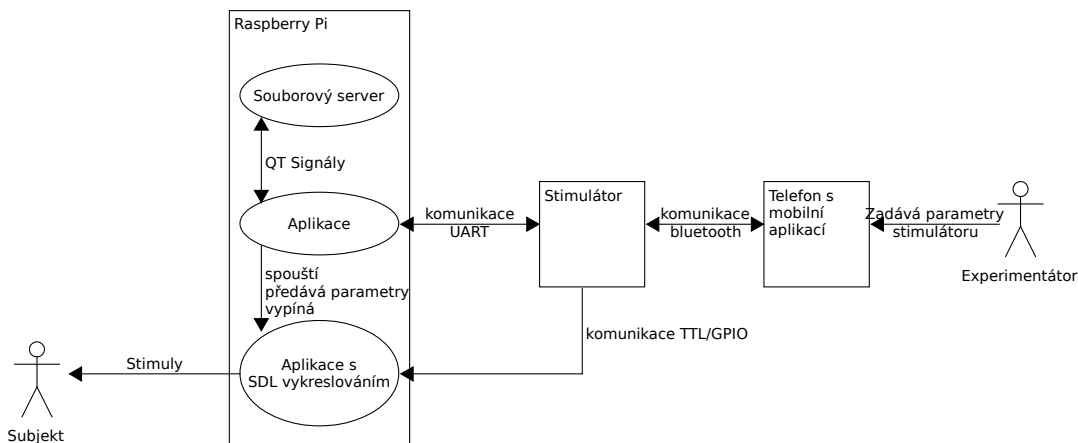 Raspberry Pi
Souborový server
QT Signály
Aplikace
komunikace
UART
Stimulátor
komunikace
bluetooth
Telefon s
mobilní
aplikací
Zadává parametry
stimulátoru
Experimentátor
spouští
předává parametry
vypíná
komunikace TTL/GPIO
Aplikace s
SDL vykreslováním
Stimuly
Subjekt